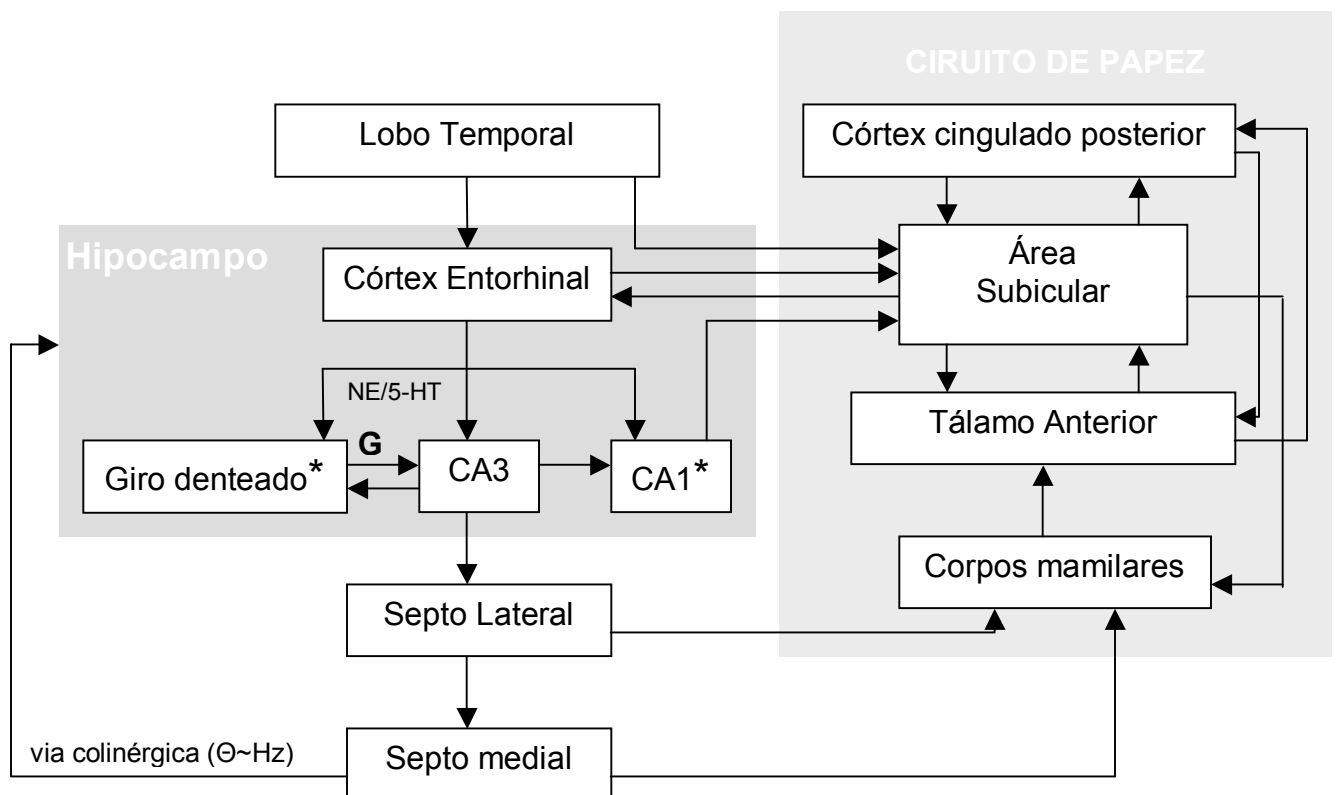 CIRUITO DE PAPEZ
Lobo Temporal
Córtex cingulado posterior
Hipocampo
Córtex Entorhinal
Área
Subicular
NE/5-HT
Tálamo Anterior
G
Giro denteado*
CA3
CA1*
Corpos mamilares
Septo Lateral
via colinérgica (Θ~Hz)
Septo medial